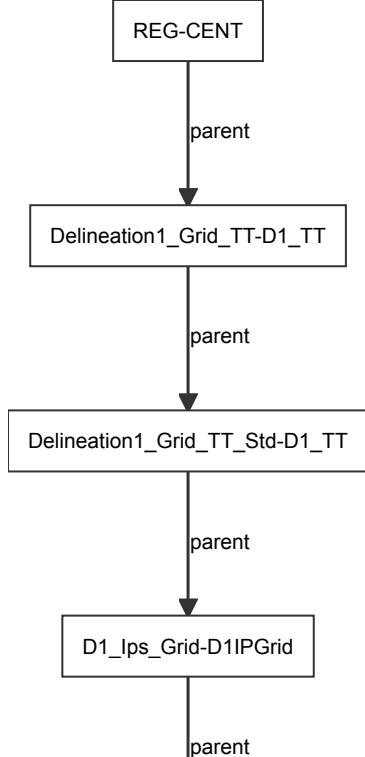 REG-CENT
parent
Delineation1_Grid_TT-D1_TT
parent
Delineation1_Grid_TT_Std-D1_TT
parent
D1_Ips_Grid-D1IPGrid
parent